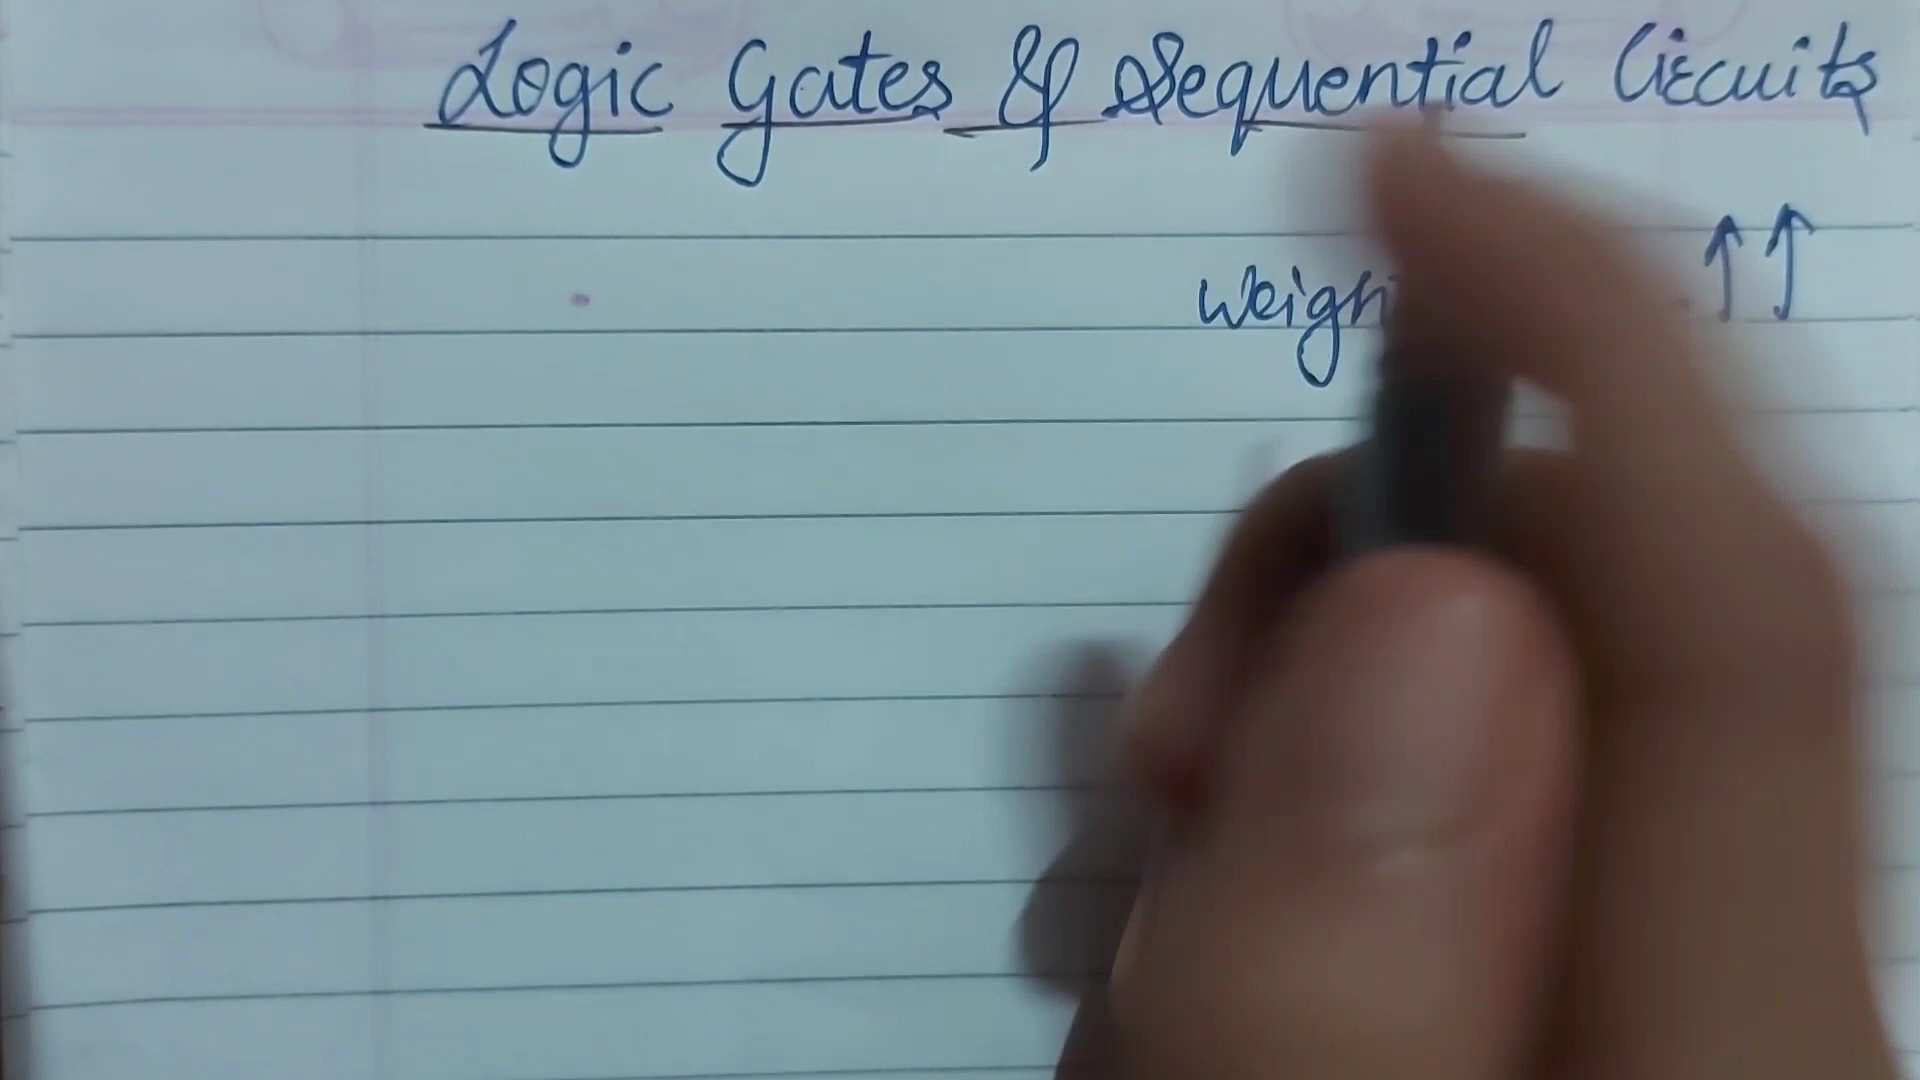 Logic Gates & Sequential Circuits
↑↑